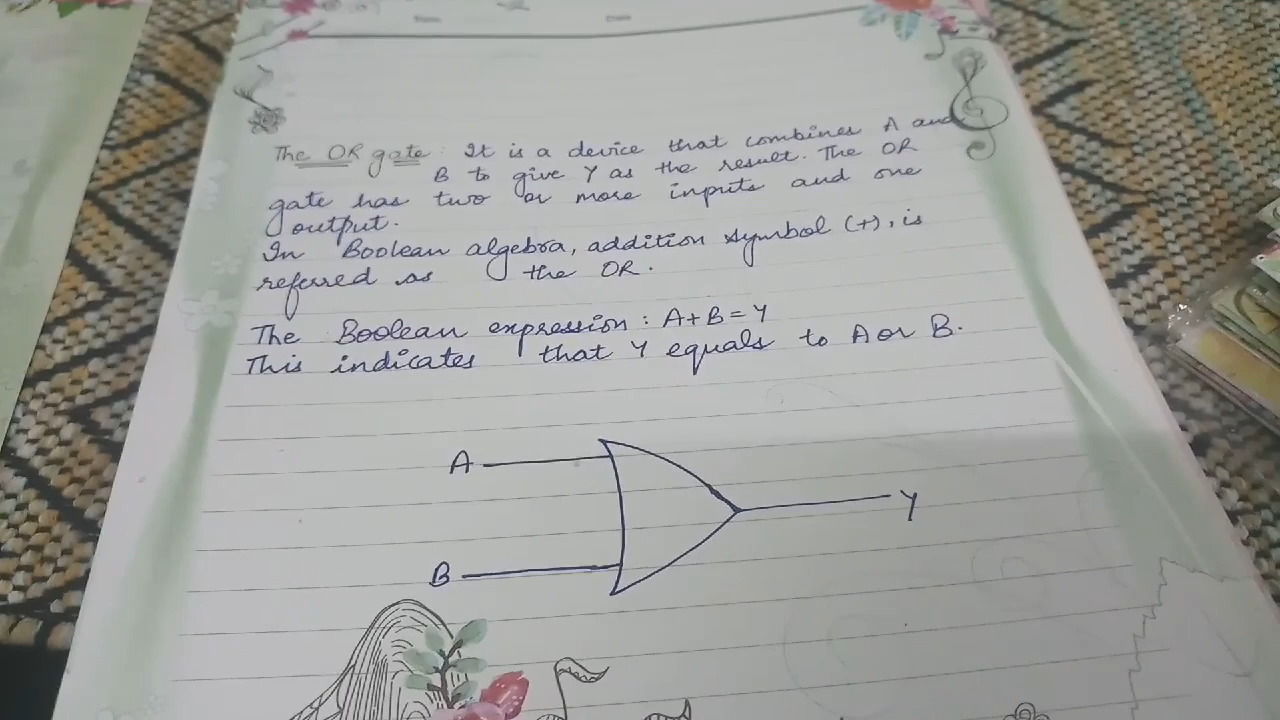 The OR gate : It is a device that combines A and
B to give Y as the result. The OR
gate has two or more inputs and one
output.
In Boolean algebra, addition symbol (+), is
referred as the OR.
The Boolean expression : A+B=Y
This indicates that Y equals to A or B.
A
Y
B